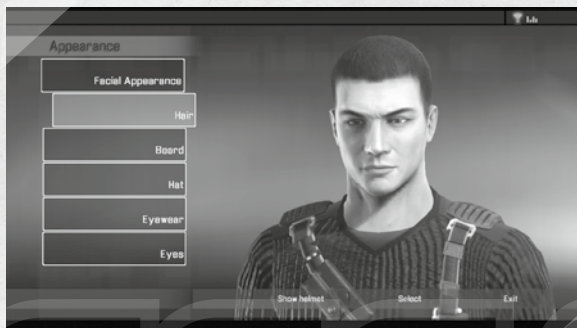 Appearance
Facial Appearance
Hair
Beard
Hat
Eyewear
Eyes
Show helmet Select Exit